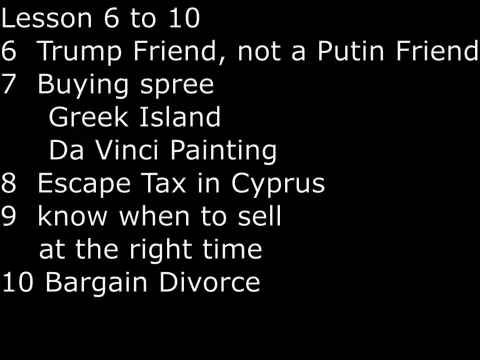 Lesson 6 to 10
6 Trump Friend, not a Putin Friend
7 Buying spree
Greek Island
Da Vinci Painting
8 Escape Tax in Cyprus
9 know when to sell
at the right time
10 Bargain Divorce